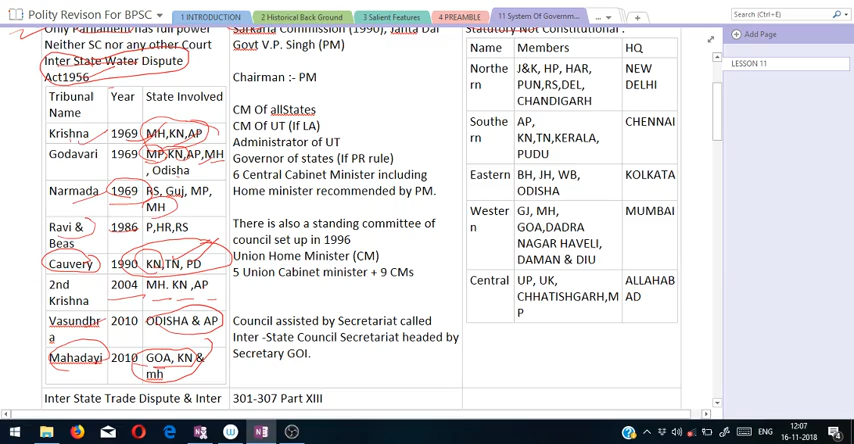 Polity Revison For BPSC
1 INTRODUCTION
2 Historical Back Ground
3 Salient Features
4 PREAMBLE
11 System Of Governm...
...
Search (Ctrl+E)
Add Page
LESSON 11
Only Parliament has full power
Neither SC nor any other Court
Inter State Water Dispute
Act1956
Tribunal Name Year State Involved
Krishna 1969 MH,KN,AP
Godavari 1969 MP,KN,AP,MH
, Odisha
Narmada 1969 RS, Guj, MP,
MH
Ravi & 1986 P,HR,RS
Beas
Cauvery 1990 KN,TN, PD
2nd 2004 MH. KN ,AP
Krishna
Vasundhr 2010 ODISHA & AP
a
Mahadayi 2010 GOA, KN &
mh
Inter State Trade Dispute & Inter
Sarkaria Commission (1990), Janta Dal
Govt V.P. Singh (PM)
Chairman :- PM
CM Of allStates
CM Of UT (If LA)
Administrator of UT
Governor of states (If PR rule)
6 Central Cabinet Minister including
Home minister recommended by PM.
There is also a standing committee of
council set up in 1996
Union Home Minister (CM)
5 Union Cabinet minister + 9 CMs
Council assisted by Secretariat called
Inter -State Council Secretariat headed by
Secretary GOI.
301-307 Part XIII
Statutory Not Constitutional .
Name Members HQ
Northe J&K, HP, HAR, NEW
rn PUN,RS,DEL, DELHI
CHANDIGARH
Southe AP, CHENNAI
rn KN,TN,KERALA,
PUDU
Eastern BH, JH, WB, KOLKATA
ODISHA
Wester GJ, MH, MUMBAI
n GOA,DADRA
NAGAR HAVELI,
DAMAN & DIU
Central UP, UK, ALLAHAB
CHHATISHGARH,M AD
P
ENG
12:07
16-11-2018
4